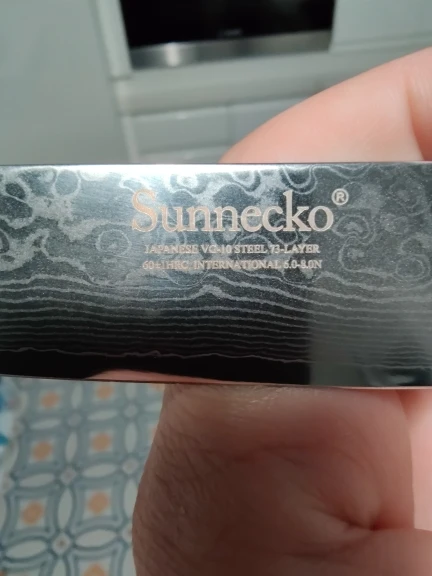 Sunnecko®
JAPANESE VG-10 STEEL 73-LAYER
60±1HRC, INTERNATIONAL 6.0-8.0N